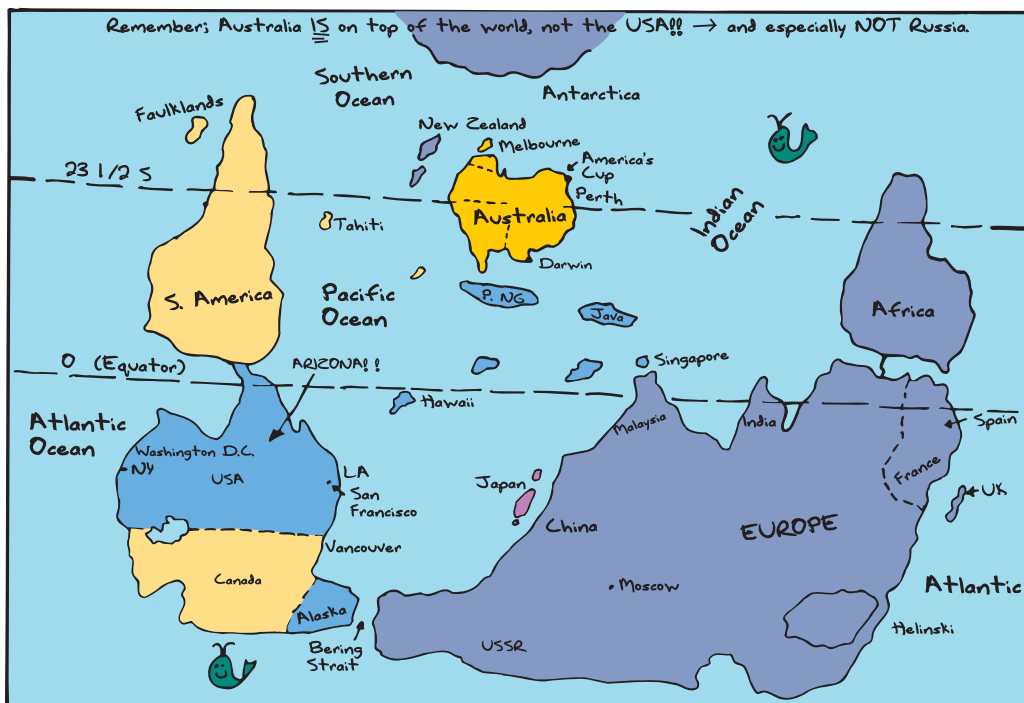 Remember; Australia IS on top of the world, not the USA!! → and especially NOT Russia.
Southern
Ocean
Antarctica
Faulklands
New Zealand
Melbourne
America's
Cup
23 1/2 S
Perth
Indian
Ocean
Tahiti
Australia
Darwin
S. America
Pacific
Ocean
P. NG
Java
Africa
0 (Equator)
ARIZONA!!
Singapore
Hawaii
Atlantic
Ocean
Malaysia
India
Spain
Washington D.C.
NY
USA
LA
San
Francisco
Japan
France
UK
China
EUROPE
Vancouver
Canada
Moscow
Atlantic
Alaska
Helinski
Bering
Strait
USSR